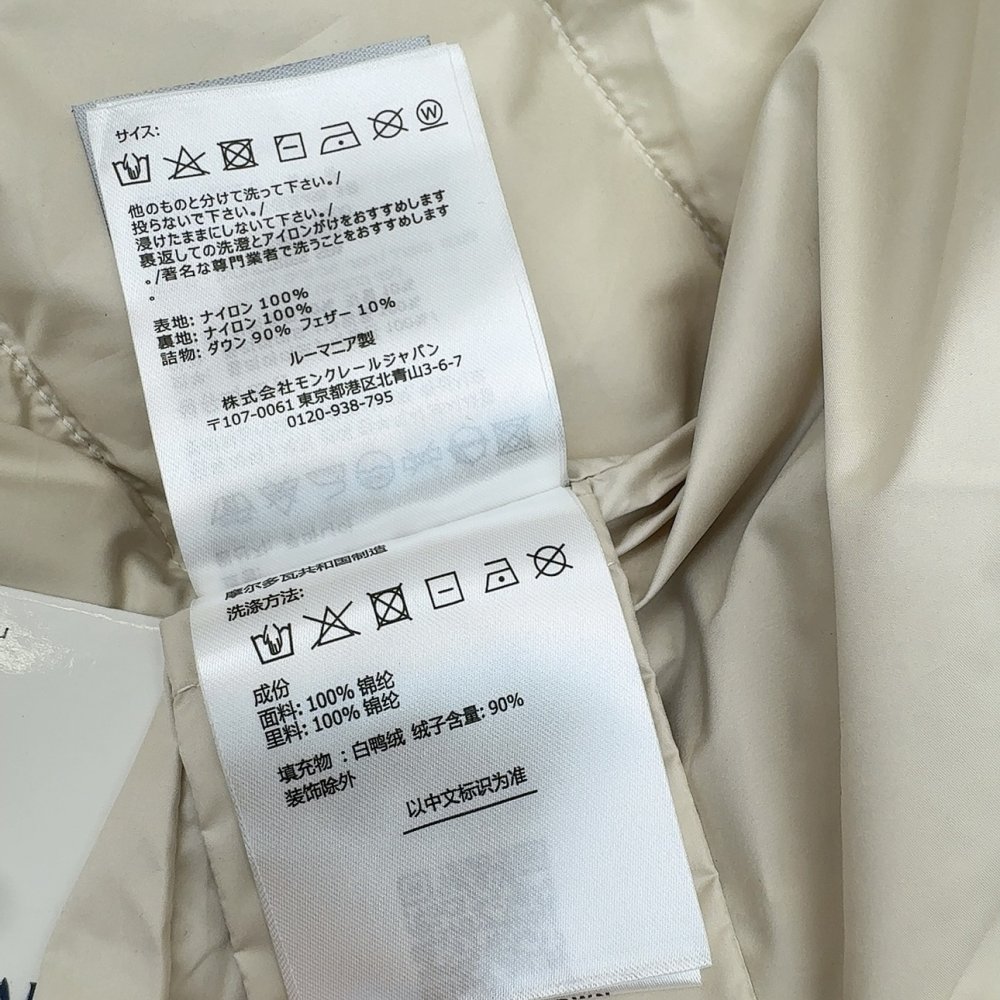 サイズ:
W
他のものと分けて洗って下さい。/
投らないで下さい。/
浸けたままにしないて下さい。/
裏返しての洗澄とアイロンがけをおすすめします
。/著名な専門業者で洗うことをおすすめします
。
表地: ナイロン 100%
裏地: ナイロン 100%
詰物: ダウン 90% フェザー 10%
ルーマニア製
株式会社モンクレールジャパン
〒107-0061 東京都港区北青山3-6-7
0120-938-795
摩尔多瓦共和国制造
洗涤方法:
成份
面料: 100% 锦纶
里料: 100% 锦纶
填充物 : 白鸭绒 绒子含量: 90%
装饰除外
以中文标识为准